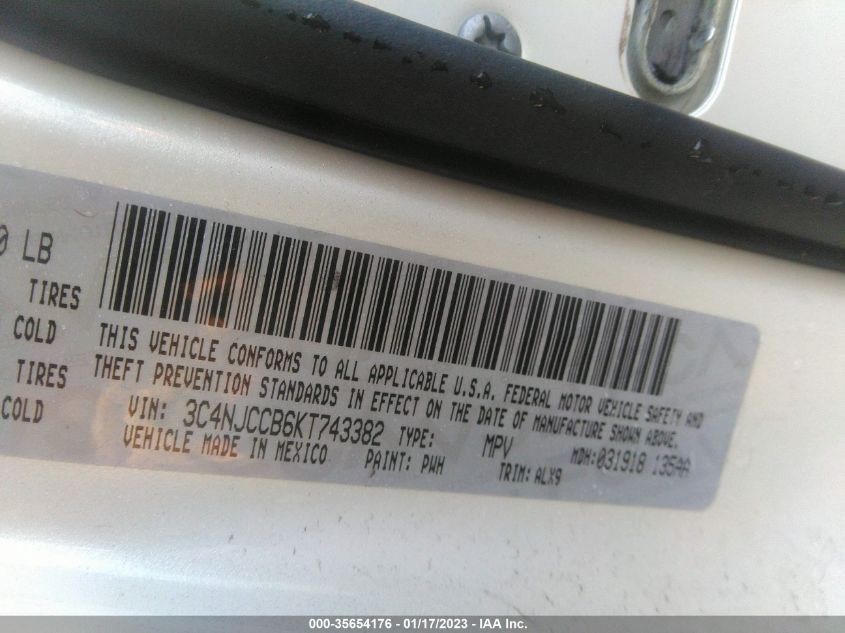 0 LB
TIRES
COLD
TIRES
COLD
THIS VEHICLE CONFORMS TO ALL APPLICABLE U.S.A. FEDERAL MOTOR VEHICLE SAFETY AND
THEFT PREVENTION STANDARDS IN EFFECT ON THE DATE OF MANUFACTURE SHOWN ABOVE.
VIN: 3C4NJCCB6KT743382 TYPE: MPV MDH:031918 135AA
VEHICLE MADE IN MEXICO PAINT: PWH TRIM: ALX9
000-35654176 - 01/17/2023 - IAA Inc.